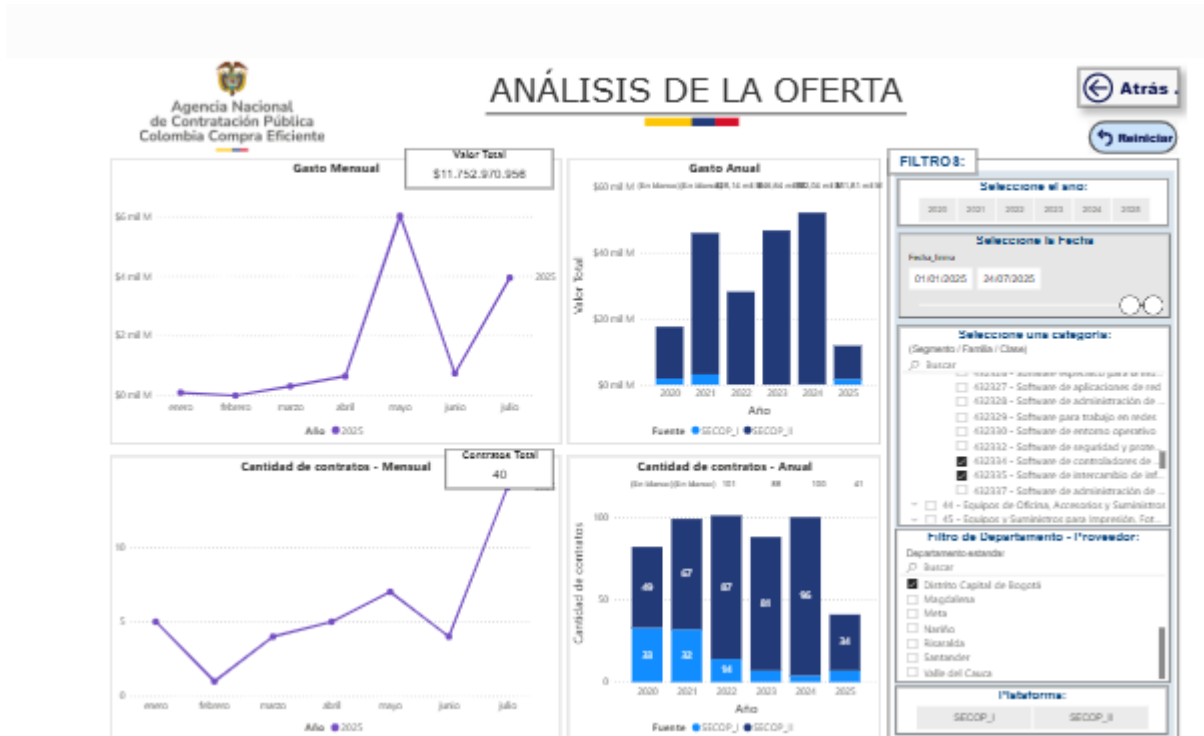 Agencia Nacional
de Contratación Pública
Colombia Compra Eficiente
ANÁLISIS DE LA OFERTA
Atrás
Reiniciar
Gasto Mensual
Valor Total
$11.752.970.956
$6 mil M
$4 mil M
$2 mil M
$0 mil M
2025
enero febrero marzo abril mayo junio julio
Año 2025
Gasto Anual
$60 mil M
$40 mil M
$20 mil M
$0 mil M
Valor Total
2020 2021 2022 2023 2024 2025
Año
Fuente SECOP_I SECOP_II
Cantidad de contratos - Mensual
Contratos Total
40
10
5
0
enero febrero marzo abril mayo junio julio
Año 2025
Cantidad de contratos - Anual
(En blanco) (En blanco) 101 88 100 41
100
50
0
Cantidad de contratos
49 67 87 81 96 34
33 32 14
2020 2021 2022 2023 2024 2025
Año
Fuente SECOP_I SECOP_II
FILTROS:
Seleccione el ano:
2020 2021 2022 2023 2024 2025
Seleccione la Fecha
Fecha_firma
01/01/2025 24/07/2025
Seleccione una categoría:
(Segmento / Familia / Clase)
Buscar
432327 - Software de aplicaciones de red
432328 - Software de administración de ...
432329 - Software para trabajo en redes
432330 - Software de entorno operativo
432332 - Software de seguridad y prote...
432334 - Software de controladores de ...
432335 - Software de intercambio de inf...
432337 - Software de administración de ...
44 - Equipos de Oficina, Accesorios y Suministros
45 - Equipos y Suministros para Impresión, Fot...
Filtro de Departamento - Proveedor:
Departamento estandar
Buscar
Distrito Capital de Bogotá
Magdalena
Meta
Nariño
Risaralda
Santander
Valle del Cauca
Plataforma:
SECOP_I SECOP_II